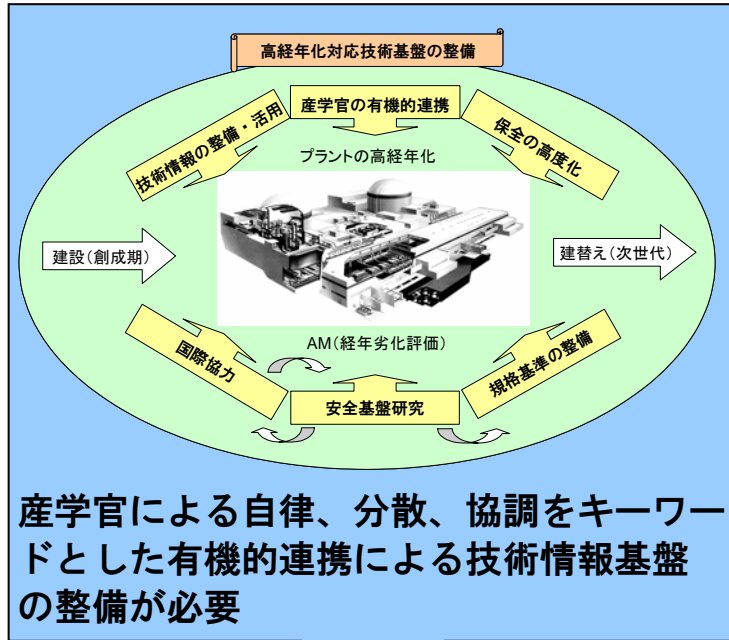 高経年化対応技術基盤の整備
産学官の有機的連携
技術情報の整備・活用
保全の高度化
プラントの高経年化
建設(創成期)
建替え(次世代)
AM(経年劣化評価)
国際協力
規格基準の整備
安全基盤研究
産学官による自律、分散、協調をキーワー
ドとした有機的連携による技術情報基盤
の整備が必要